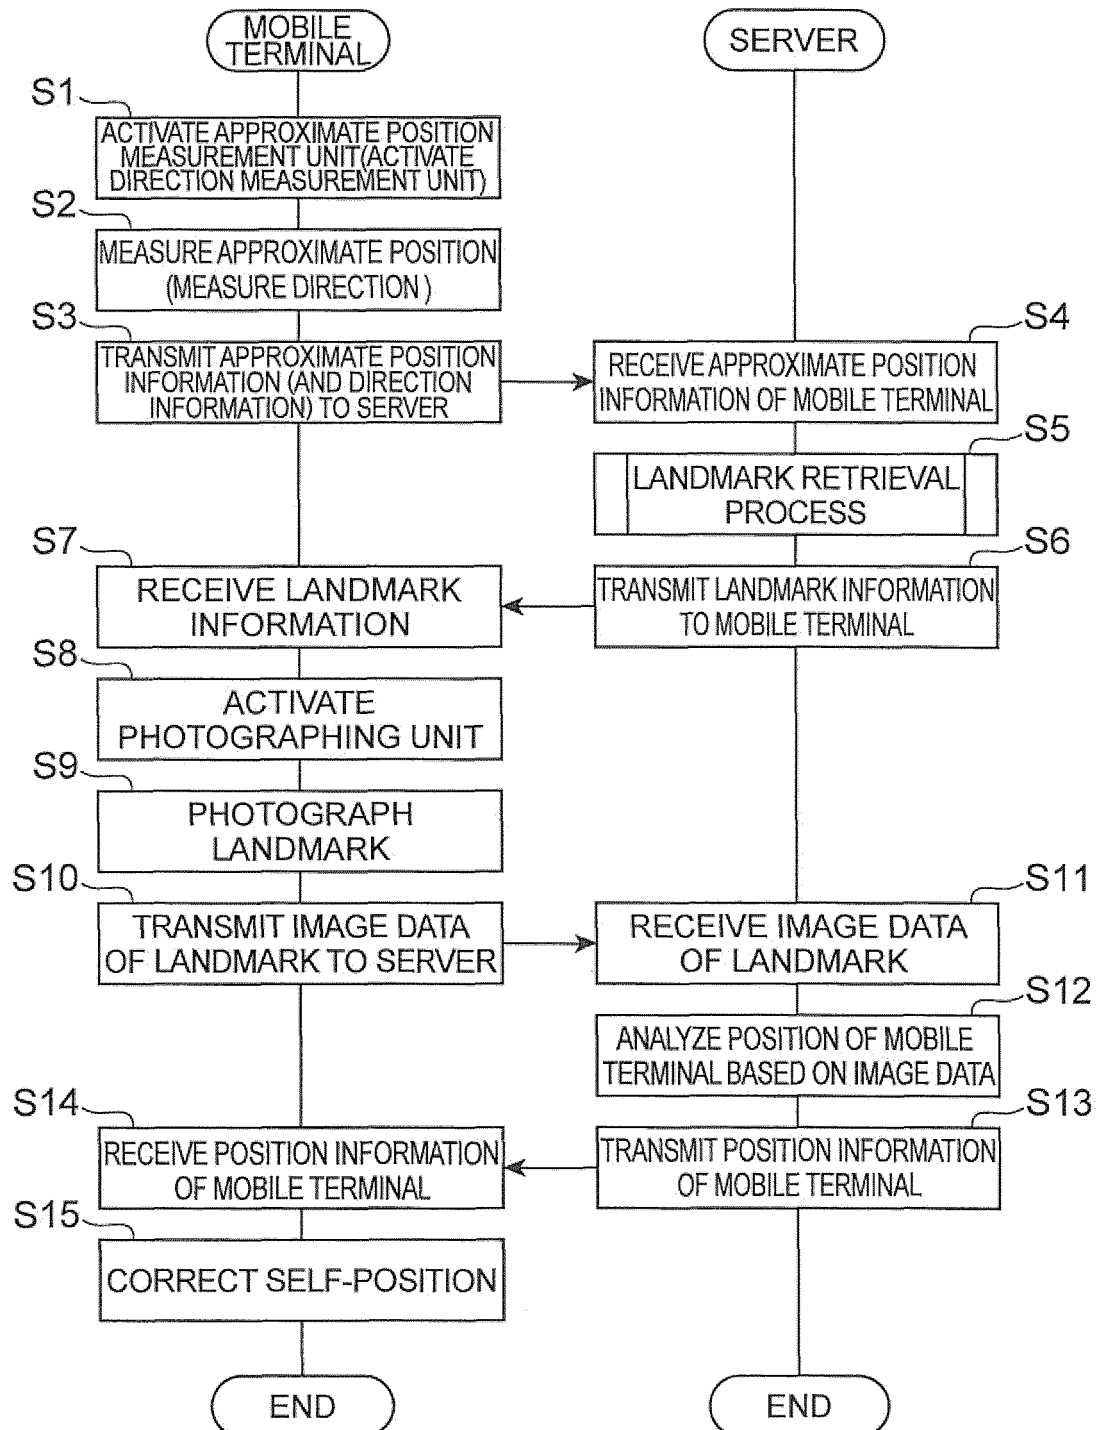 MOBILE
TERMINAL
SERVER
S1
ACTIVATE APPROXIMATE POSITION
MEASUREMENT UNIT(ACTIVATE
DIRECTION MEASUREMENT UNIT)
S2
MEASURE APPROXIMATE POSITION
(MEASURE DIRECTION )
S3
TRANSMIT APPROXIMATE POSITION
INFORMATION (AND DIRECTION
INFORMATION) TO SERVER
S4
RECEIVE APPROXIMATE POSITION
INFORMATION OF MOBILE TERMINAL
S5
LANDMARK RETRIEVAL
PROCESS
S6
TRANSMIT LANDMARK INFORMATION
TO MOBILE TERMINAL
S7
RECEIVE LANDMARK
INFORMATION
S8
ACTIVATE
PHOTOGRAPHING UNIT
S9
PHOTOGRAPH
LANDMARK
S10
TRANSMIT IMAGE DATA
OF LANDMARK TO SERVER
S11
RECEIVE IMAGE DATA
OF LANDMARK
S12
ANALYZE POSITION OF MOBILE
TERMINAL BASED ON IMAGE DATA
S13
TRANSMIT POSITION INFORMATION
OF MOBILE TERMINAL
S14
RECEIVE POSITION INFORMATION
OF MOBILE TERMINAL
S15
CORRECT SELF-POSITION
END
END